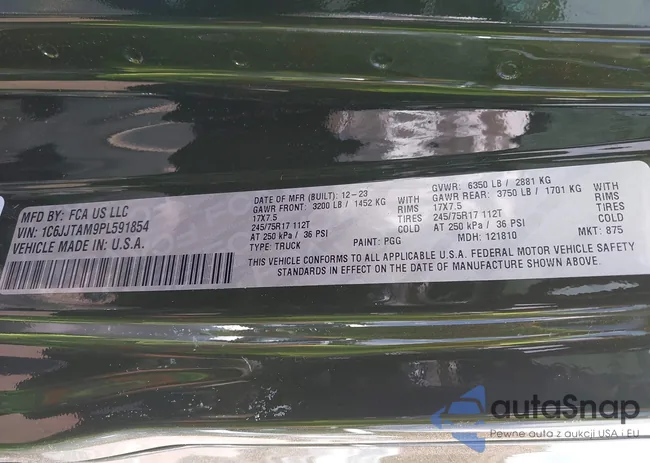 MFD BY: FCA US LLC
VIN: 1C6JJTAM9PL591854
VEHICLE MADE IN: U.S.A.
DATE OF MFR (BUILT): 12-23
GAWR FRONT: 3200 LB / 1452 KG WITH
17X7.5 RIMS
245/75R17 112T TIRES
AT 250 kPa / 36 PSI
TYPE: TRUCK PAINT: PGG
GVWR: 6350 LB / 2881 KG
GAWR REAR: 3750 LB / 1701 KG WITH
17X7.5 RIMS
245/75R17 112T TIRES
AT 250 kPa / 36 PSI
MDH: 121810 MKT: 875
THIS VEHICLE CONFORMS TO ALL APPLICABLE U.S.A. FEDERAL MOTOR VEHICLE SAFETY
STANDARDS IN EFFECT ON THE DATE OF MANUFACTURE SHOWN ABOVE.
autaSnap
Pewne auta z aukcji USA i EU